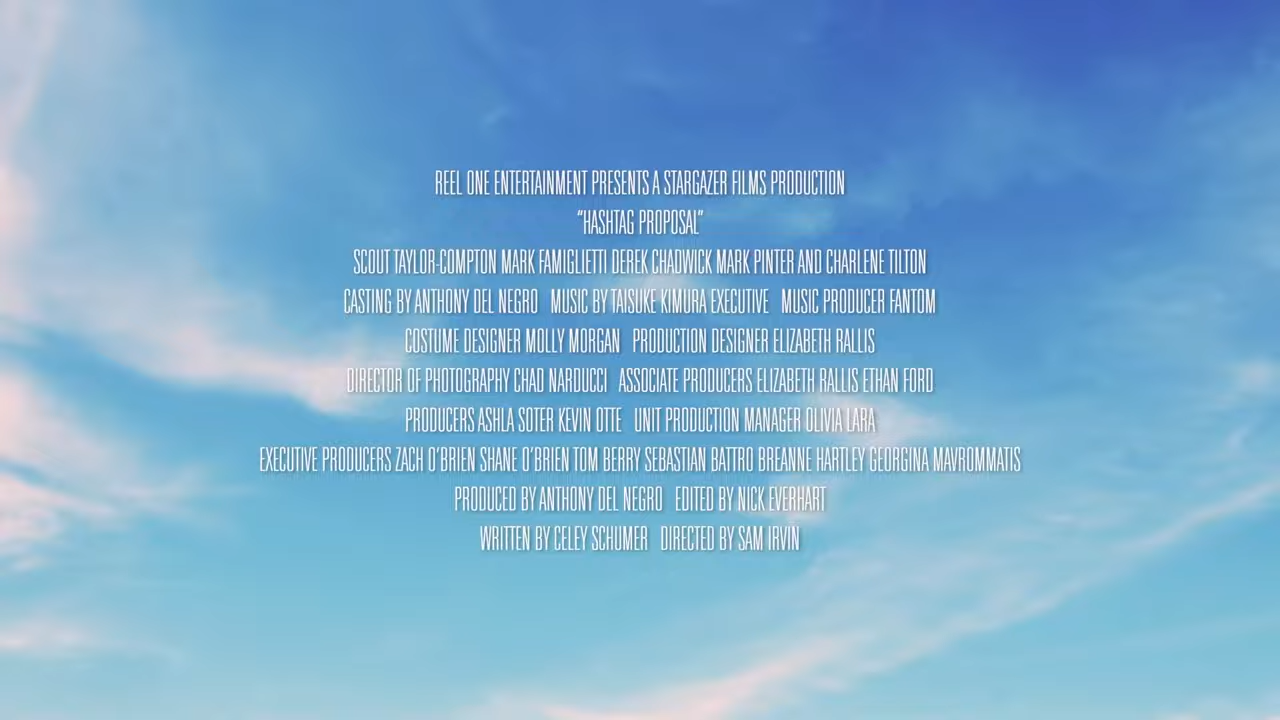 REEL ONE ENTERTAINMENT PRESENTS A STARGAZER FILMS PRODUCTION
“HASHTAG PROPOSAL”
SCOUT TAYLOR-COMPTON MARK FAMIGLIETTI DEREK CHADWICK MARK PINTER AND CHARLENE TILTON
CASTING BY ANTHONY DEL NEGRO MUSIC BY TAISUKE KIMURA EXECUTIVE MUSIC PRODUCER FANTOM
COSTUME DESIGNER MOLLY MORGAN PRODUCTION DESIGNER ELIZABETH RALLIS
DIRECTOR OF PHOTOGRAPHY CHAD NARDUCCI ASSOCIATE PRODUCERS ELIZABETH RALLIS ETHAN FORD
PRODUCERS ASHLA SOTER KEVIN OTTE UNIT PRODUCTION MANAGER OLIVIA LARA
EXECUTIVE PRODUCERS ZACH O’BRIEN SHANE O’BRIEN TOM BERRY SEBASTIAN BATTRO BREANNE HARTLEY GEORGINA MAVROMMATIS
PRODUCED BY ANTHONY DEL NEGRO EDITED BY NICK EVERHART
WRITTEN BY CELEY SCHUMER DIRECTED BY SAM IRVIN